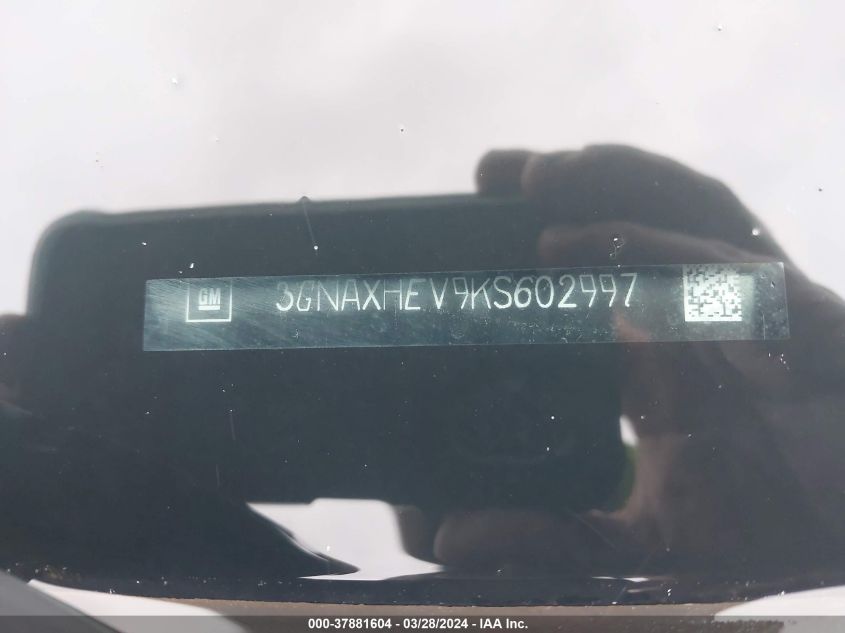 GM 3GNAXHEV9KS602997
000-37881604 - 03/28/2024 - IAA Inc.